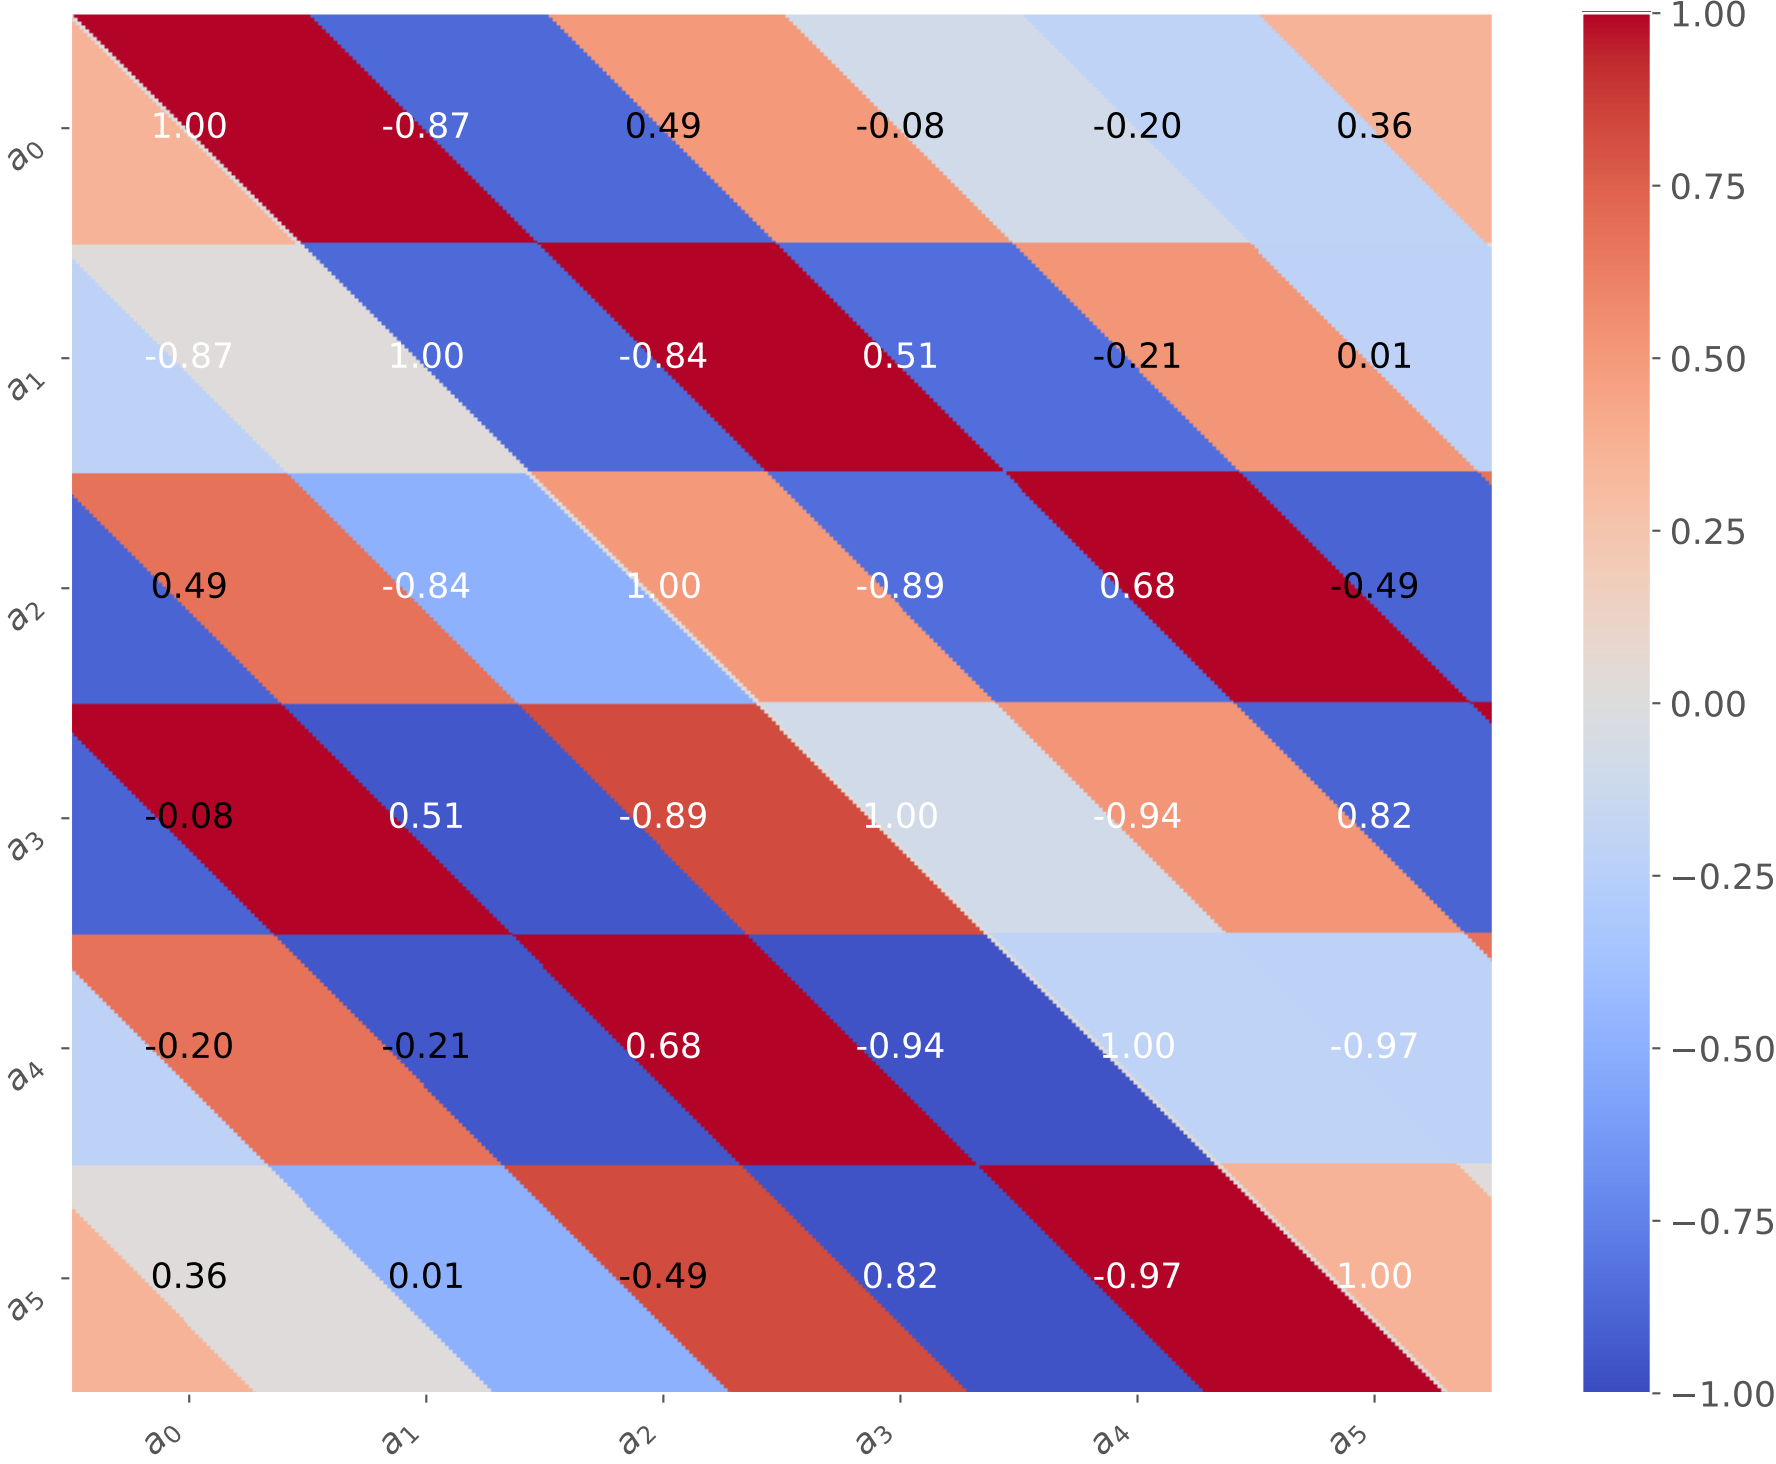 1.00
a0 1.00 -0.87 0.49 -0.08 -0.20 0.36
0.75
a1 -0.87 1.00 -0.84 0.51 -0.21 0.01
0.50
a2 0.49 -0.84 1.00 -0.89 0.68 -0.49
0.25
0.00
a3 -0.08 0.51 -0.89 1.00 -0.94 0.82
−0.25
a4 -0.20 -0.21 0.68 -0.94 1.00 -0.97
−0.50
−0.75
a5 0.36 0.01 -0.49 0.82 -0.97 1.00
−1.00
a0 a1 a2 a3 a4 a5